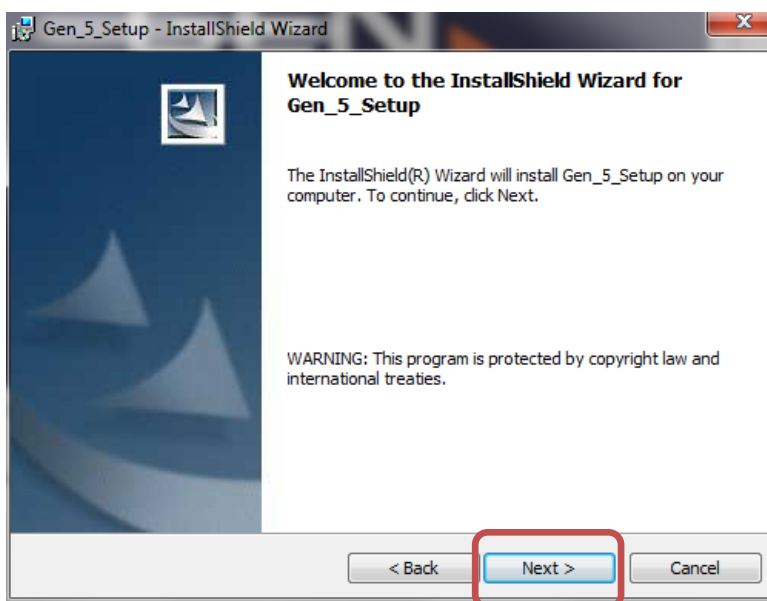 Gen_5_Setup - InstallShield Wizard
X
Welcome to the InstallShield Wizard for
Gen_5_Setup
The InstallShield(R) Wizard will install Gen_5_Setup on your
computer. To continue, click Next.
WARNING: This program is protected by copyright law and
international treaties.
< Back Next > Cancel